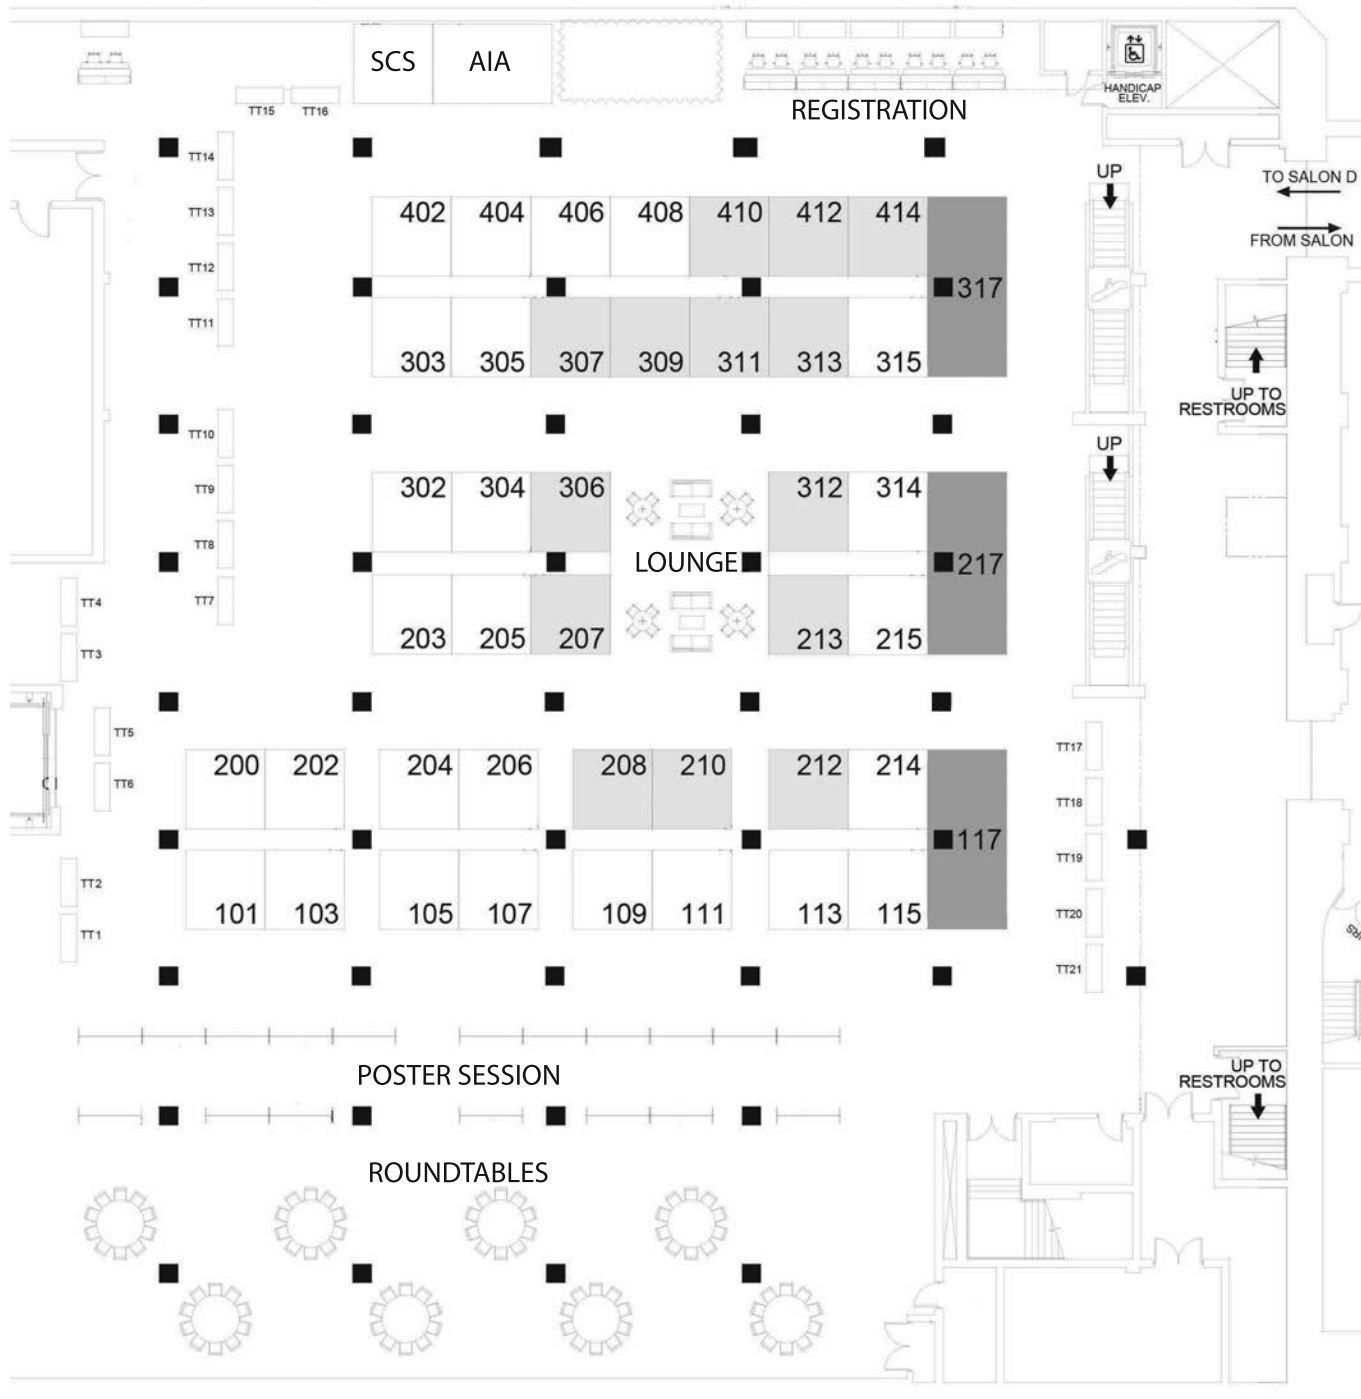 SCS AIA
TT15 TT16
REGISTRATION
HANDICAP
ELEV.
TT14
TT13
TT12
TT11
UP
TO SALON D
FROM SALON
402 404 406 408 410 412 414
317
303 305 307 309 311 313 315
UP TO
RESTROOMS
TT10
TT9
TT8
TT7
UP
302 304 306 312 314
LOUNGE
217
203 205 207 213 215
TT4
TT3
TT5
TT6
200 202 204 206 208 210 212 214
117
101 103 105 107 109 111 113 115
TT17
TT18
TT19
TT20
TT21
TT2
TT1
POSTER SESSION
UP TO
RESTROOMS
ROUNDTABLES